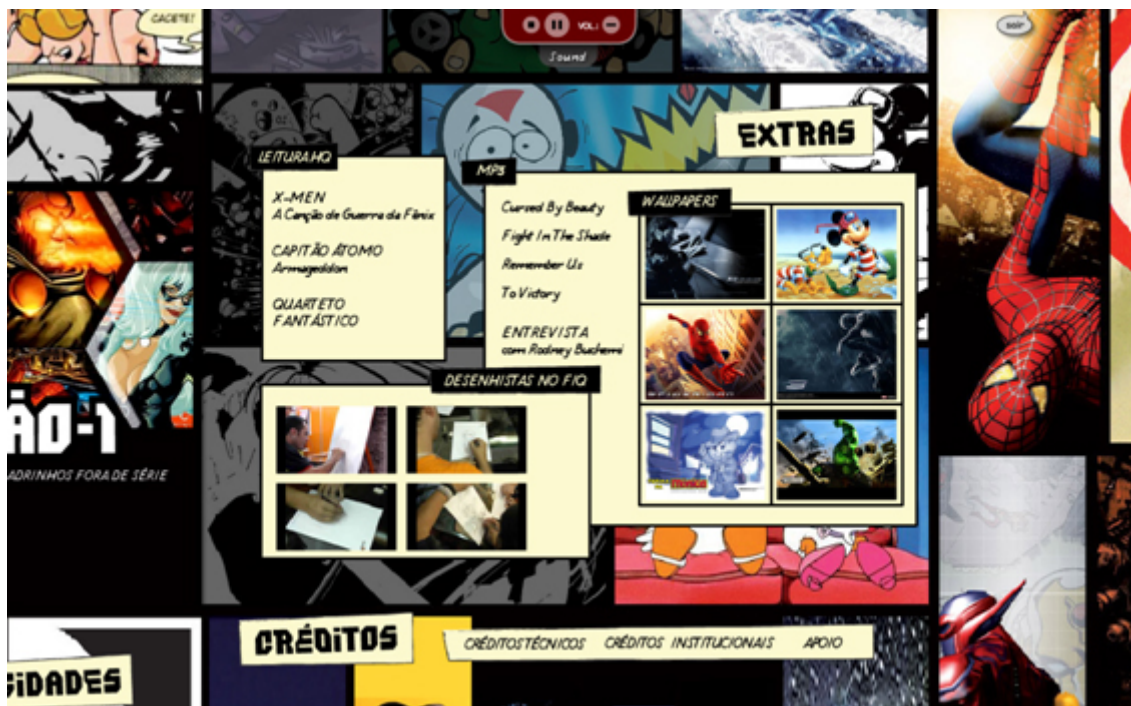 CACETE!
VOL:
Sound
sair
EXTRAS
LEITURA.HQ
X-MEN
A Canção de Guerra da Fênix
CAPITÃO ÁTOMO
Armageddon
QUARTETO
FANTÁSTICO
MP3
Cursed By Beauty
Fight In The Shade
Remember Us
To Victory
ENTREVISTA
com Rodney Buchemi
WALLPAPERS
DESENHISTAS NO FIQ
ÃO-1
ADRINHOS FORA DE SÉRIE
CRÉDITOS
CRÉDITOS TÉCNICOS CRÉDITOS INSTITUCIONAIS APOIO
CIDADES